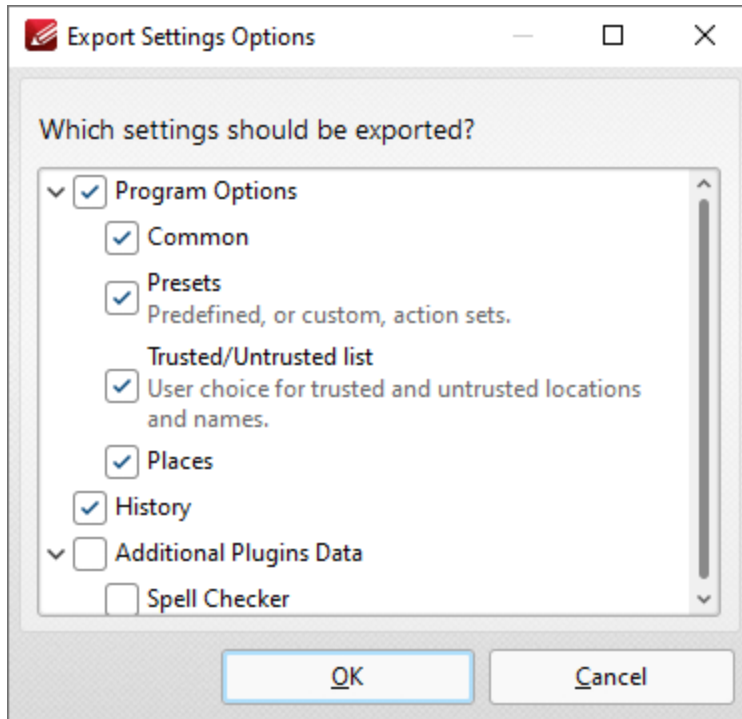 Export Settings Options
Which settings should be exported?
Program Options
Common
Presets
Predefined, or custom, action sets.
Trusted/Untrusted list
User choice for trusted and untrusted locations
and names.
Places
History
Additional Plugins Data
Spell Checker
OK
Cancel